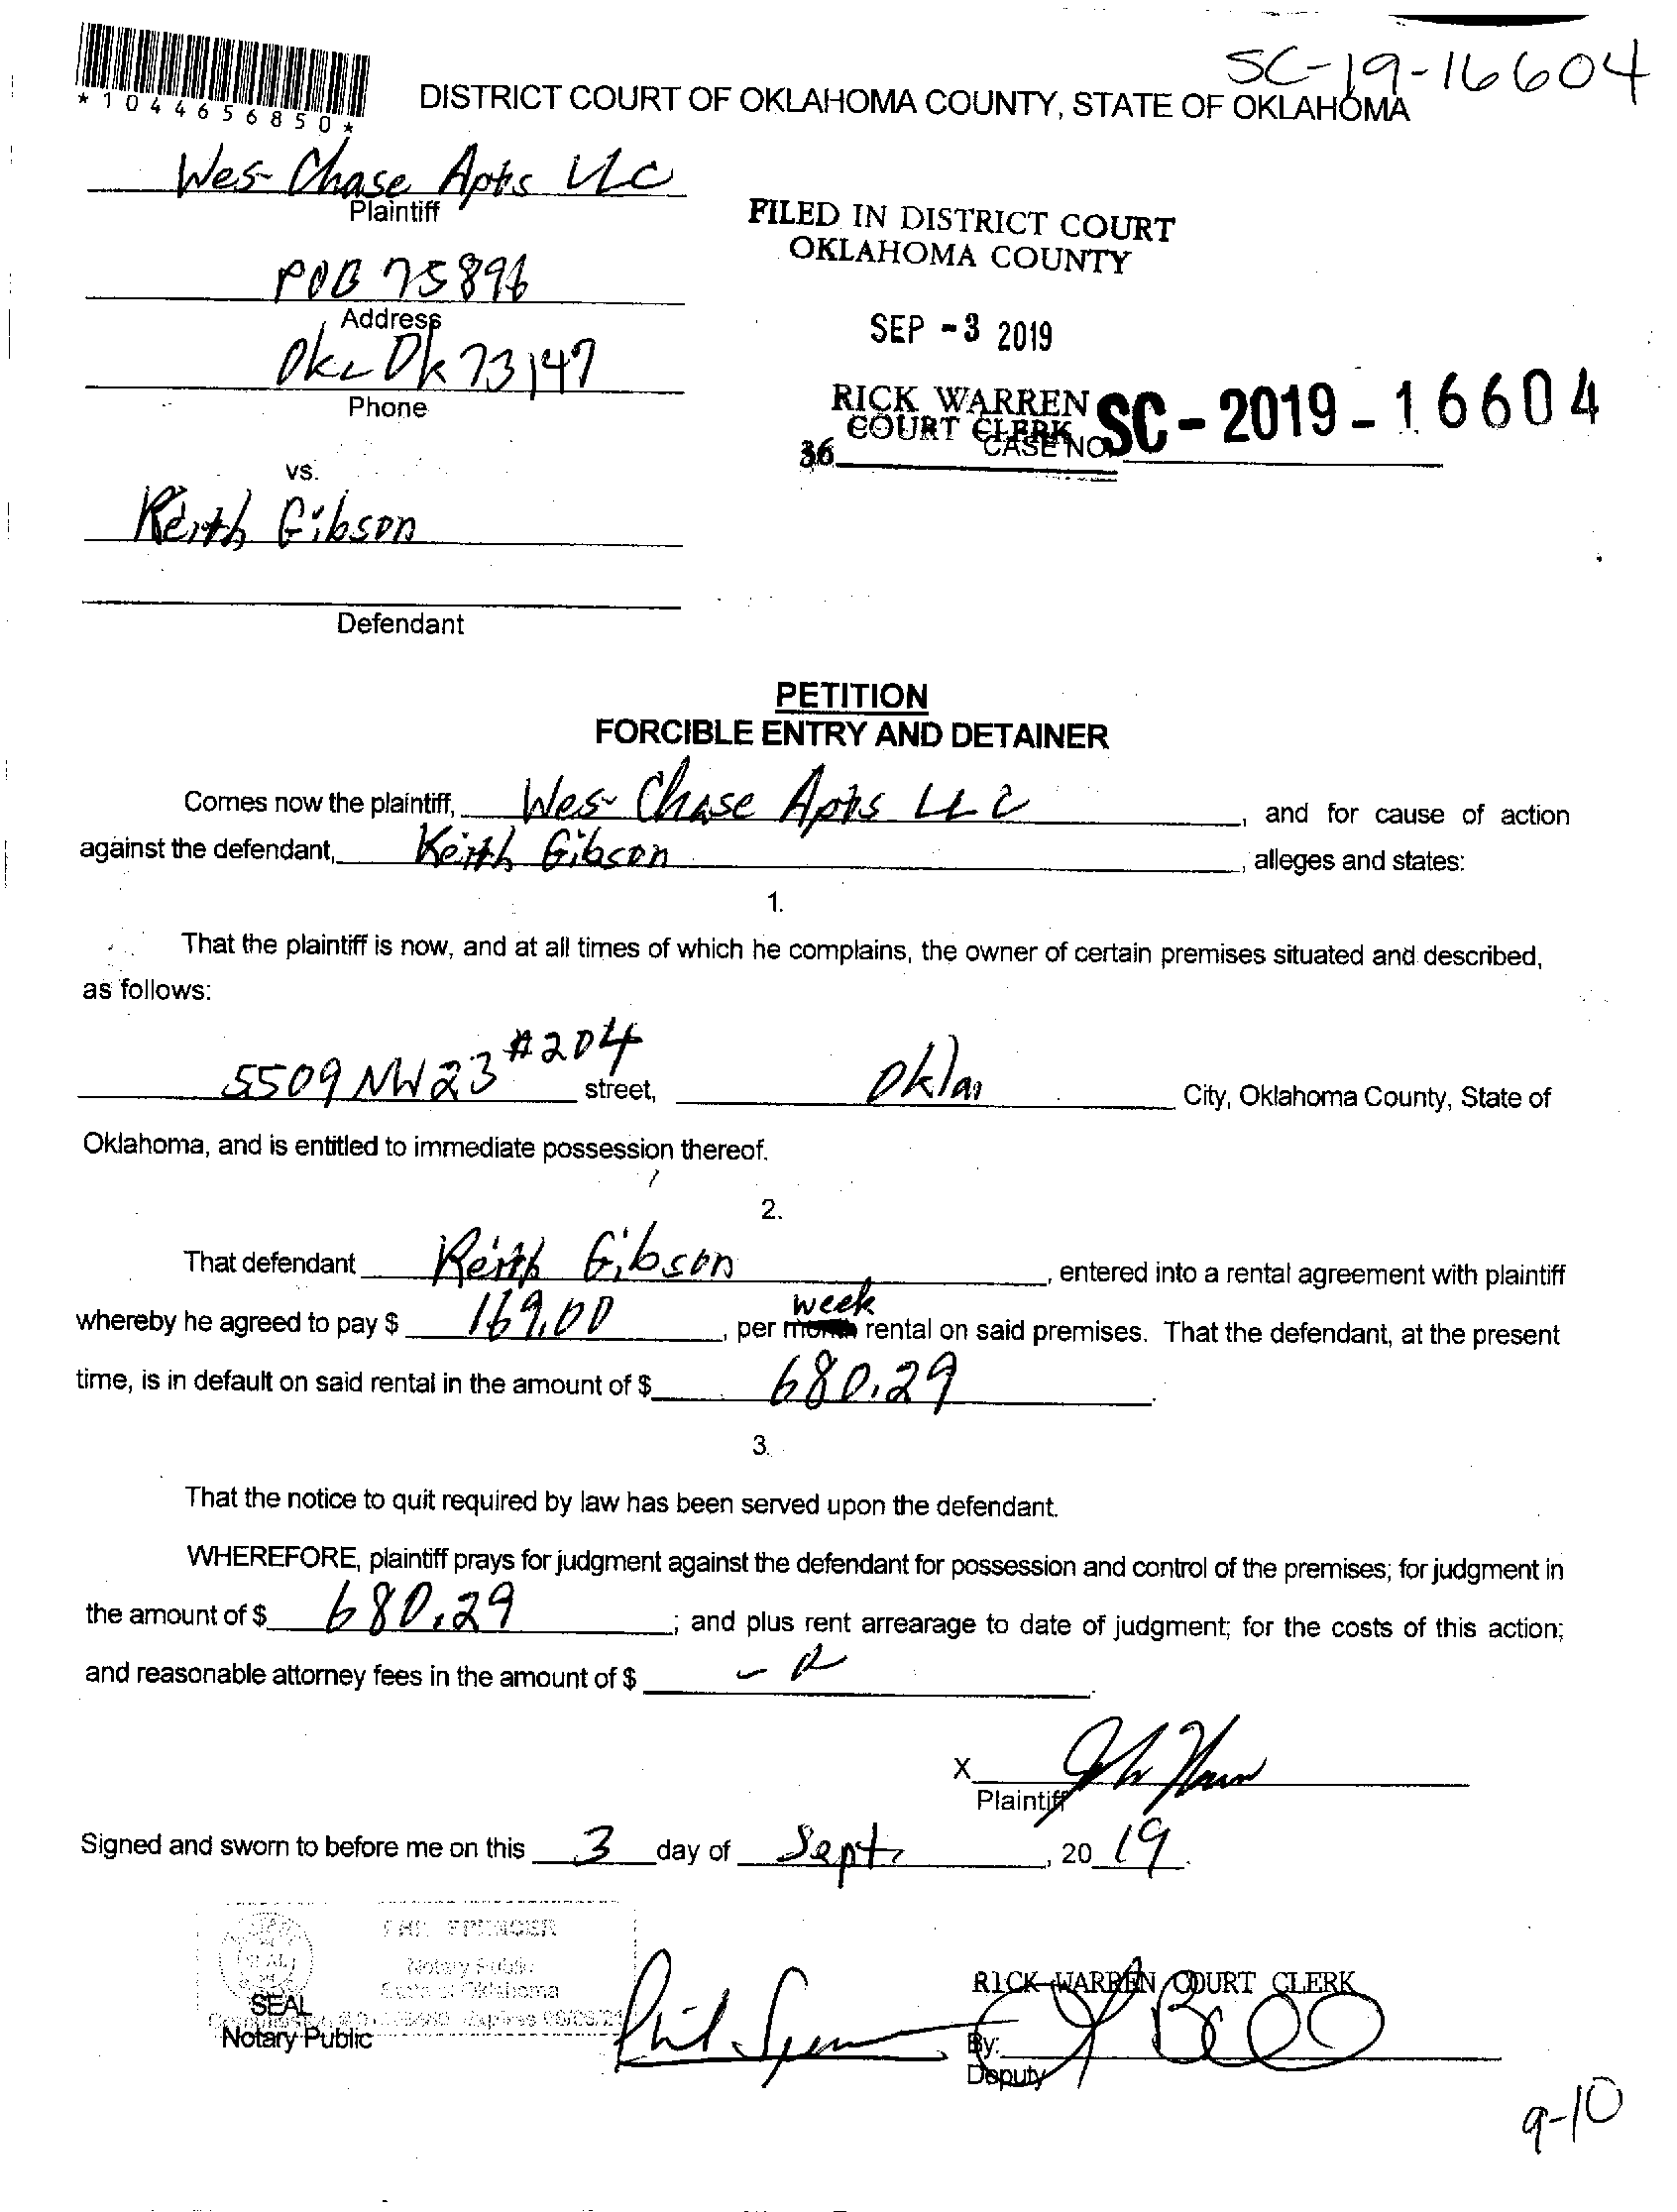 SC-19-16604
*1044656850*
DISTRICT COURT OF OKLAHOMA COUNTY, STATE OF OKLAHOMA
Wes-Chase Apts LLC
Plaintiff
FILED IN DISTRICT COURT
OKLAHOMA COUNTY
POB 75896
Address
SEP -3 2019
Okc Ok 73147
Phone
RICK WARREN
COURT CLERK
CASE NO. SC-2019-16604
36
vs.
Keith Gibson
Defendant
PETITION
FORCIBLE ENTRY AND DETAINER
Comes now the plaintiff, Wes-Chase Apts LLC, and for cause of action
against the defendant, Keith Gibson, alleges and states:
1.
That the plaintiff is now, and at all times of which he complains, the owner of certain premises situated and described,
as follows:
5509 NW 23 #204 street, Okla City, Oklahoma County, State of
Oklahoma, and is entitled to immediate possession thereof.
2.
That defendant Keith Gibson, entered into a rental agreement with plaintiff
week
whereby he agreed to pay $ 169.00, per month rental on said premises. That the defendant, at the present
time, is in default on said rental in the amount of $ 680.29.
3.
That the notice to quit required by law has been served upon the defendant.
WHEREFORE, plaintiff prays for judgment against the defendant for possession and control of the premises; for judgment in
the amount of $ 680.29; and plus rent arrearage to date of judgment; for the costs of this action;
and reasonable attorney fees in the amount of $
X
Plaintiff
Signed and sworn to before me on this 3 day of Sept, 2019.
Notary Public
State of Oklahoma
SEAL
Notary Public
Phil Spencer
RICK WARREN COURT CLERK
By:
Deputy
9-10